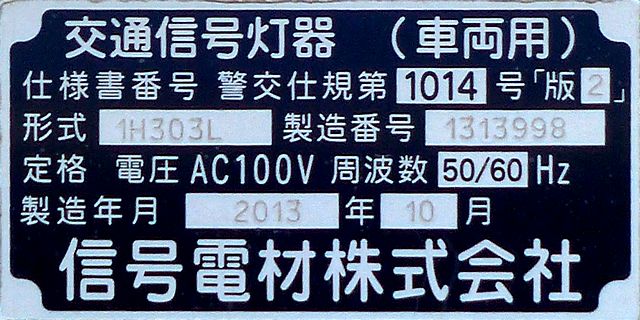 交通信号灯器（車両用）
仕様書番号 警交仕規第 1014 号「版 2」
形式 1H303L 製造番号 1313998
定格 電圧 AC100V 周波数 50/60 Hz
製造年月 2013 年 10 月
信号電材株式会社